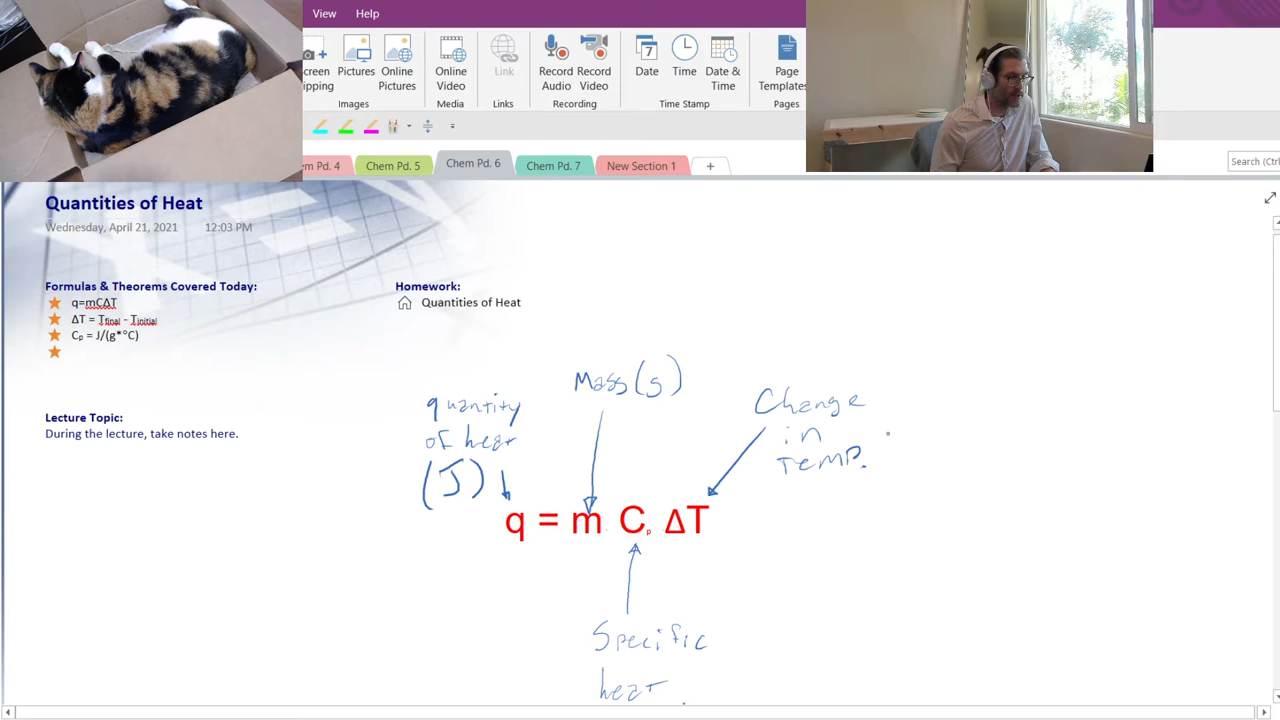 View Help
Screen Clipping
Pictures
Online Pictures
Online Video
Link
Record Audio
Record Video
Date
Time
Date & Time
Page Templates
Images
Media
Links
Recording
Time Stamp
Pages
m Pd. 4
Chem Pd. 5
Chem Pd. 6
Chem Pd. 7
New Section 1
+
Search (Ctrl
Quantities of Heat
Wednesday, April 21, 2021 12:03 PM
Formulas & Theorems Covered Today:
q=mCΔT
ΔT = Tfinal - Tinitial
Cp = J/(g*°C)
Homework:
Quantities of Heat
Lecture Topic:
During the lecture, take notes here.
quantity
of heat
(J)
Mass(g)
Change
in
Temp.
q = m Cp ΔT
Specific
heat